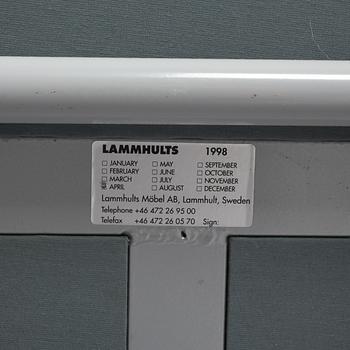 LAMMHULTS 1998
JANUARY MAY SEPTEMBER
FEBRUARY JUNE OCTOBER
MARCH JULY NOVEMBER
APRIL AUGUST DECEMBER
Lammhults Möbel AB, Lammhult, Sweden
Telephone +46 472 26 95 00
Telefax +46 472 26 05 70 Sign: